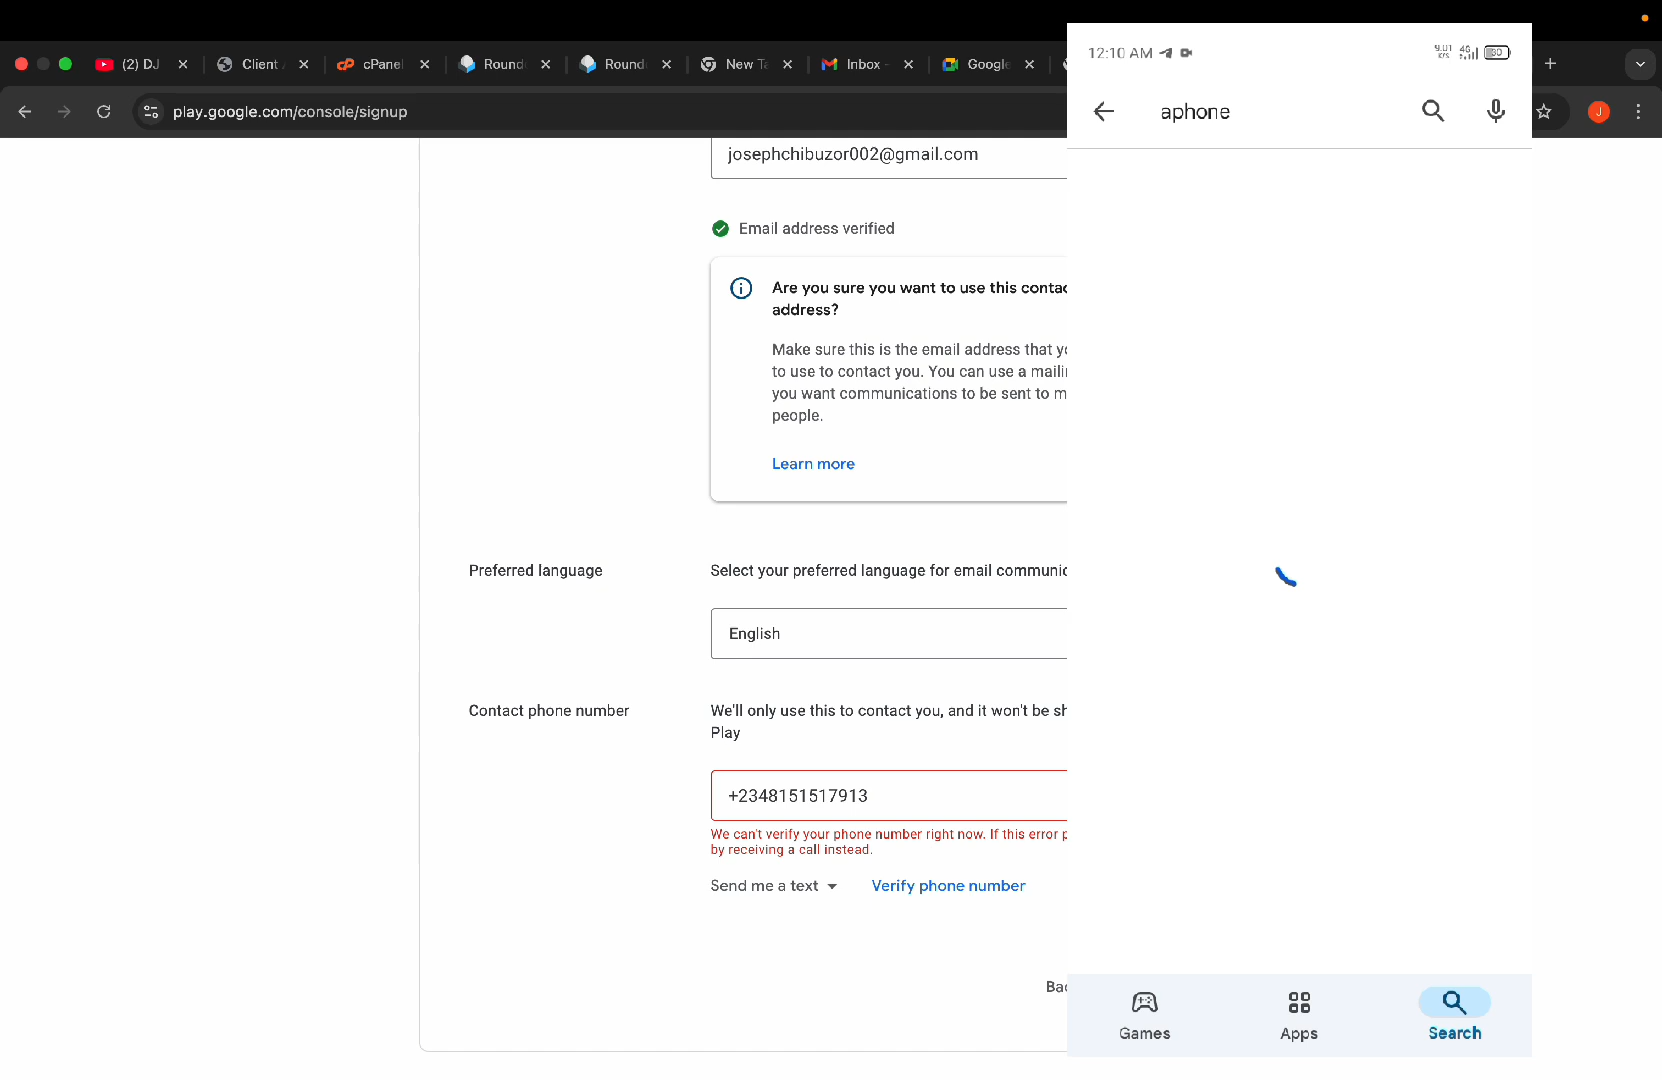 (2) DJ
Client
cPanel
Round
Round
New Ta
Inbox -
Google
play.google.com/console/signup
J
josephchibuzor002@gmail.com
Email address verified
Are you sure you want to use this contac
address?
Make sure this is the email address that yo
to use to contact you. You can use a mailin
you want communications to be sent to m
people.
Learn more
Preferred language
Select your preferred language for email communic
English
Contact phone number
We'll only use this to contact you, and it won't be sh
Play
+2348151517913
We can't verify your phone number right now. If this error p
by receiving a call instead.
Send me a text
Verify phone number
Bac
12:10 AM
9.01
K/s
4G
30
aphone
Games
Apps
Search